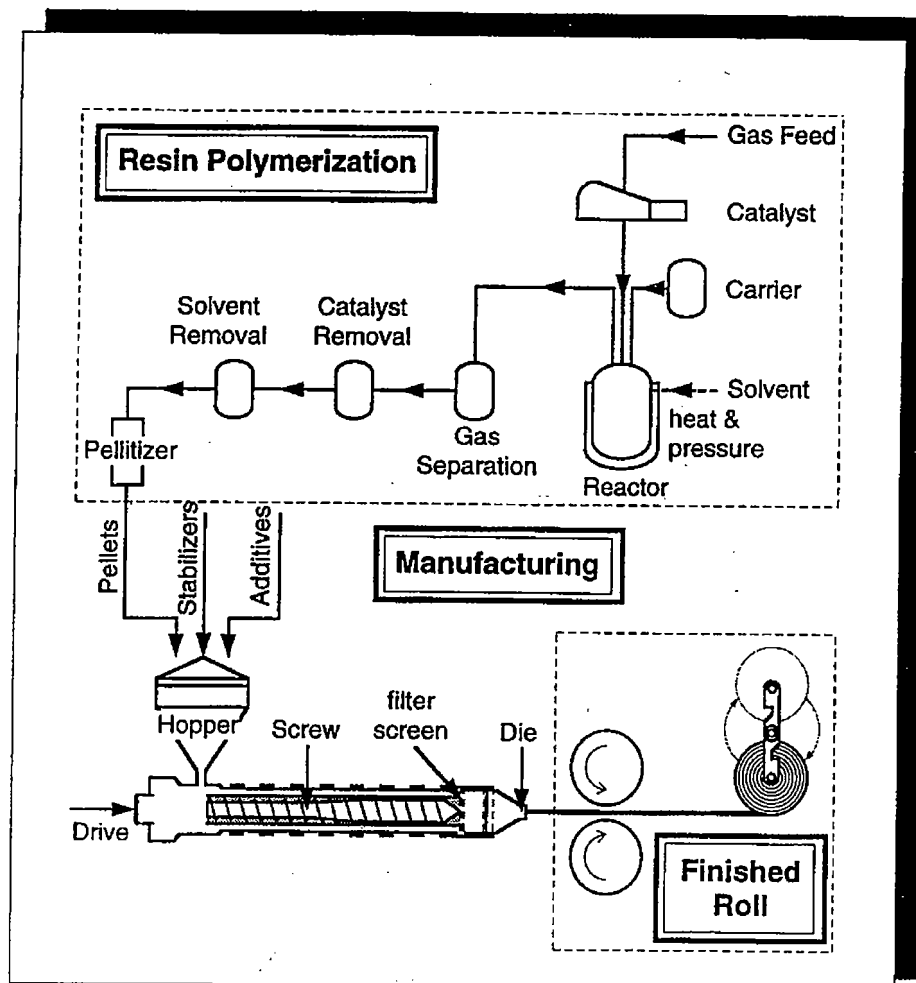 Resin Polymerization
Gas Feed
Catalyst
Carrier
Solvent
Removal
Catalyst
Removal
Solvent
heat &
pressure
Pellitizer
Gas
Separation
Reactor
Pellets
Stabilizers
Additives
Manufacturing
Hopper
Screw
filter
screen
Die
Drive
Finished
Roll